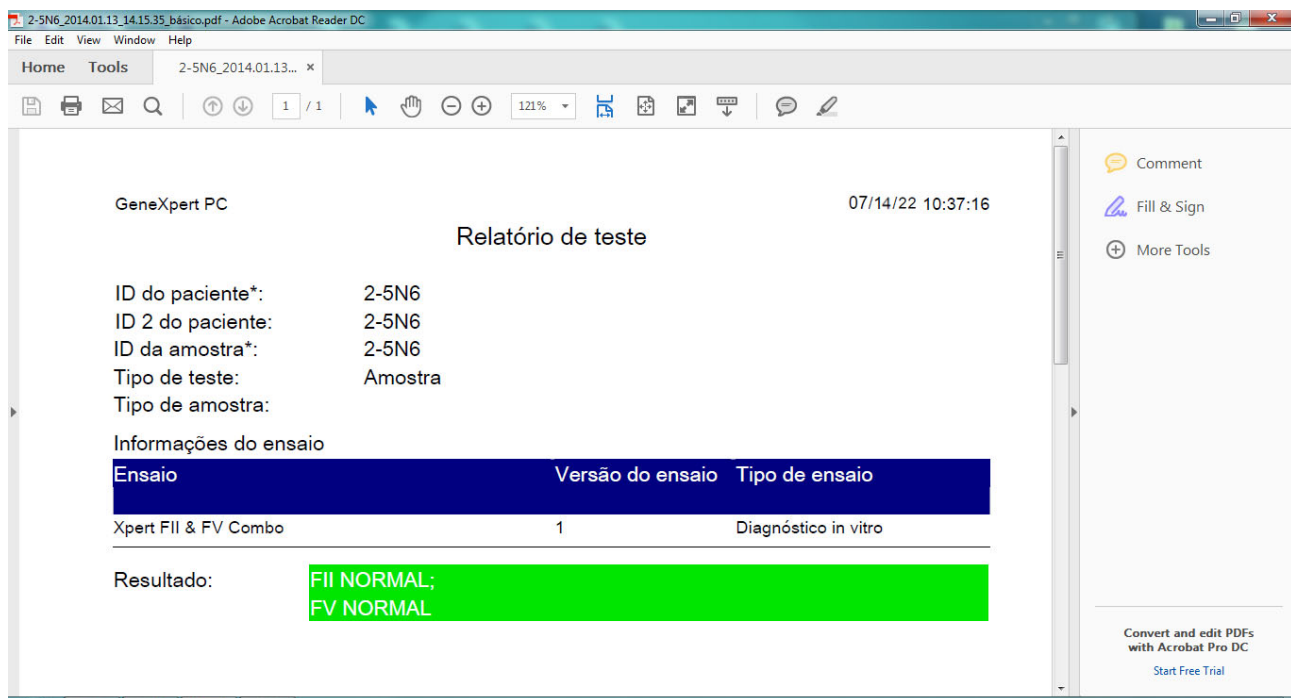 2-5N6_2014.01.13_14.15.35_básico.pdf - Adobe Acrobat Reader DC
File Edit View Window Help
Home Tools 2-5N6_2014.01.13... ×
1 / 1 121%
GeneXpert PC 07/14/22 10:37:16
Relatório de teste
ID do paciente*: 2-5N6
ID 2 do paciente: 2-5N6
ID da amostra*: 2-5N6
Tipo de teste: Amostra
Tipo de amostra:
Informações do ensaio
Ensaio Versão do ensaio Tipo de ensaio
Xpert FII & FV Combo 1 Diagnóstico in vitro
Resultado: FII NORMAL;
FV NORMAL
Comment
Fill & Sign
More Tools
Convert and edit PDFs
with Acrobat Pro DC
Start Free Trial